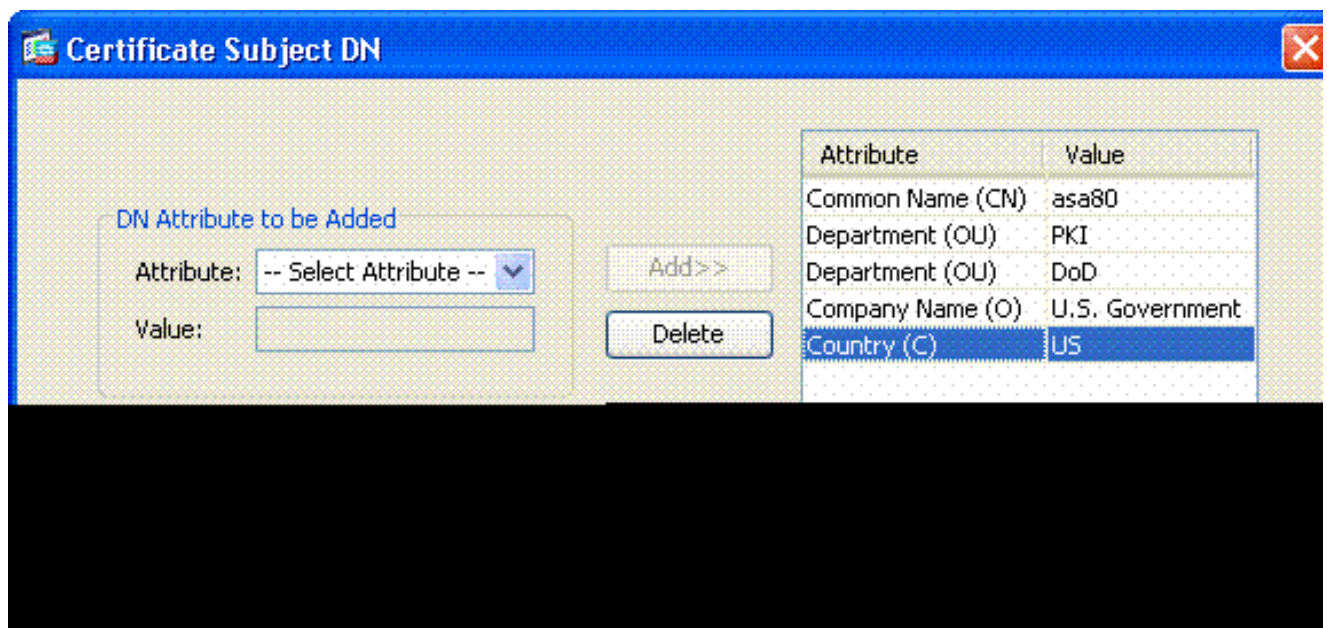 Certificate Subject DN
DN Attribute to be Added
Attribute: -- Select Attribute --
Value:
Add>>
Delete
Attribute Value
Common Name (CN) asa80
Department (OU) PKI
Department (OU) DoD
Company Name (O) U.S. Government
Country (C) US